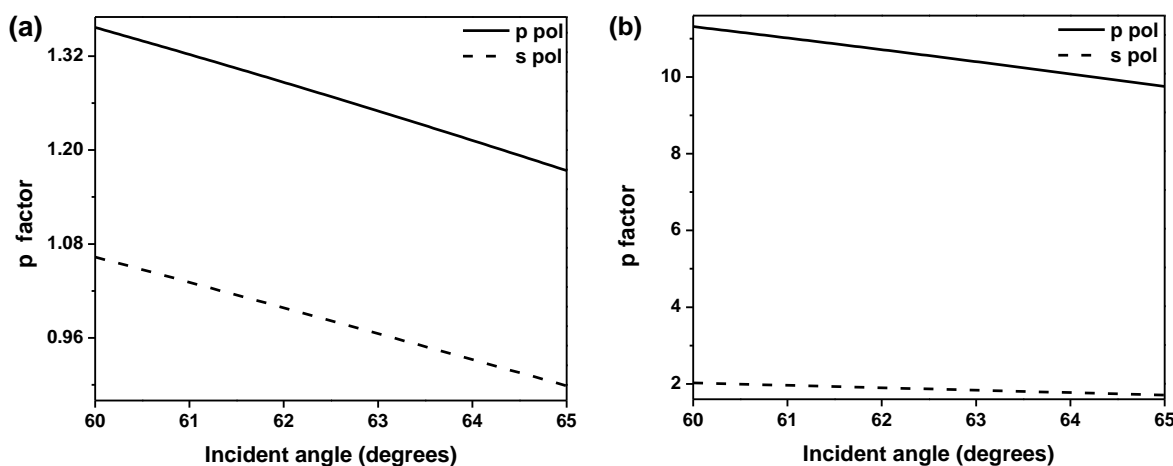 (a)
p pol
s pol
1.32
1.20
1.08
0.96
p factor
60 61 62 63 64 65
Incident angle (degrees)
(b)
p pol
s pol
10
8
6
4
2
p factor
60 61 62 63 64 65
Incident angle (degrees)